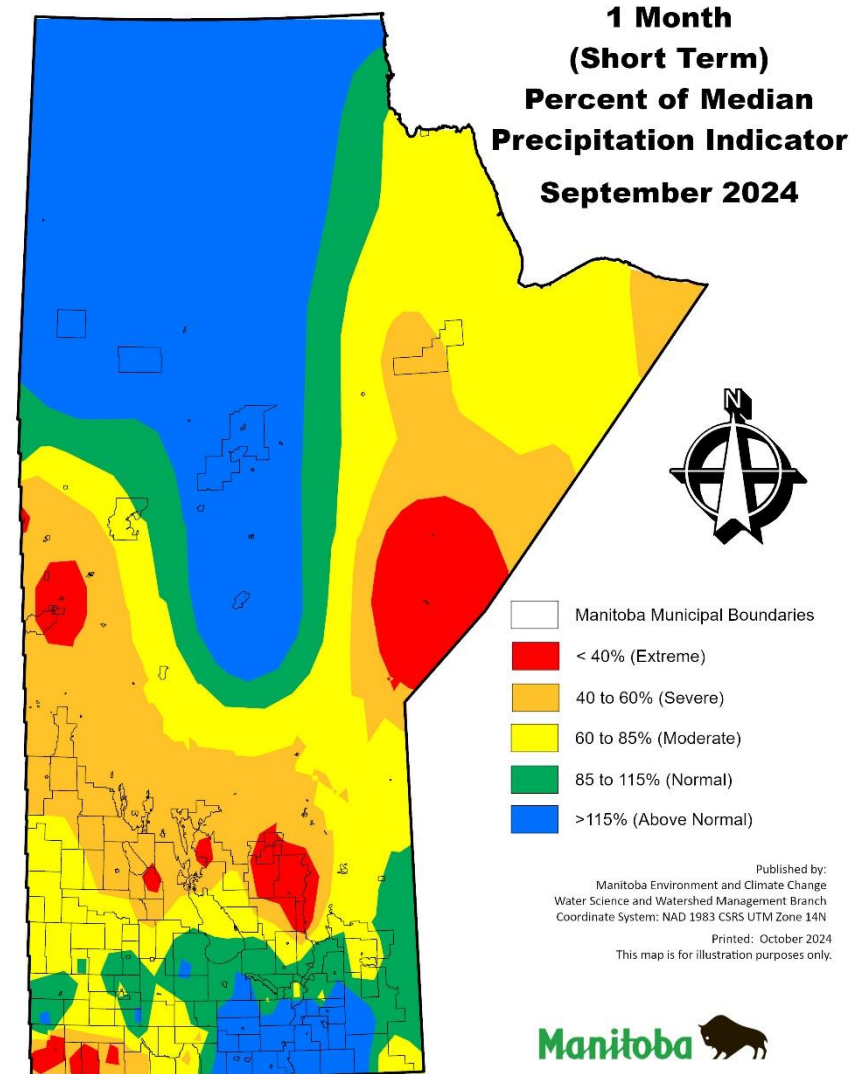 1 Month
(Short Term)
Percent of Median
Precipitation Indicator
September 2024
N
Manitoba Municipal Boundaries
< 40% (Extreme)
40 to 60% (Severe)
60 to 85% (Moderate)
85 to 115% (Normal)
>115% (Above Normal)
Published by:
Manitoba Environment and Climate Change
Water Science and Watershed Management Branch
Coordinate System: NAD 1983 CSRS UTM Zone 14N
Printed: October 2024
This map is for illustration purposes only.
Manitoba